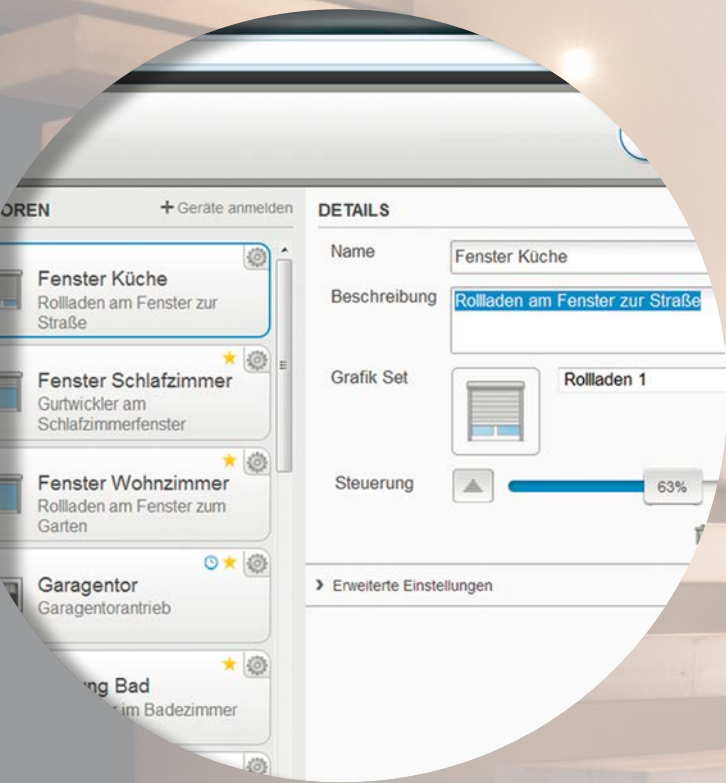 + Geräte anmelden
Fenster Küche
Rollladen am Fenster zur
Straße
Fenster Schlafzimmer
Gurtwickler am
Schlafzimmerfenster
Fenster Wohnzimmer
Rollladen am Fenster zum
Garten
Garagentor
Garagentorantrieb
Bad
im Badezimmer
DETAILS
Name
Fenster Küche
Beschreibung
Rollladen am Fenster zur Straße
Grafik Set
Rollladen 1
Steuerung
63%
Erweiterte Einstellungen